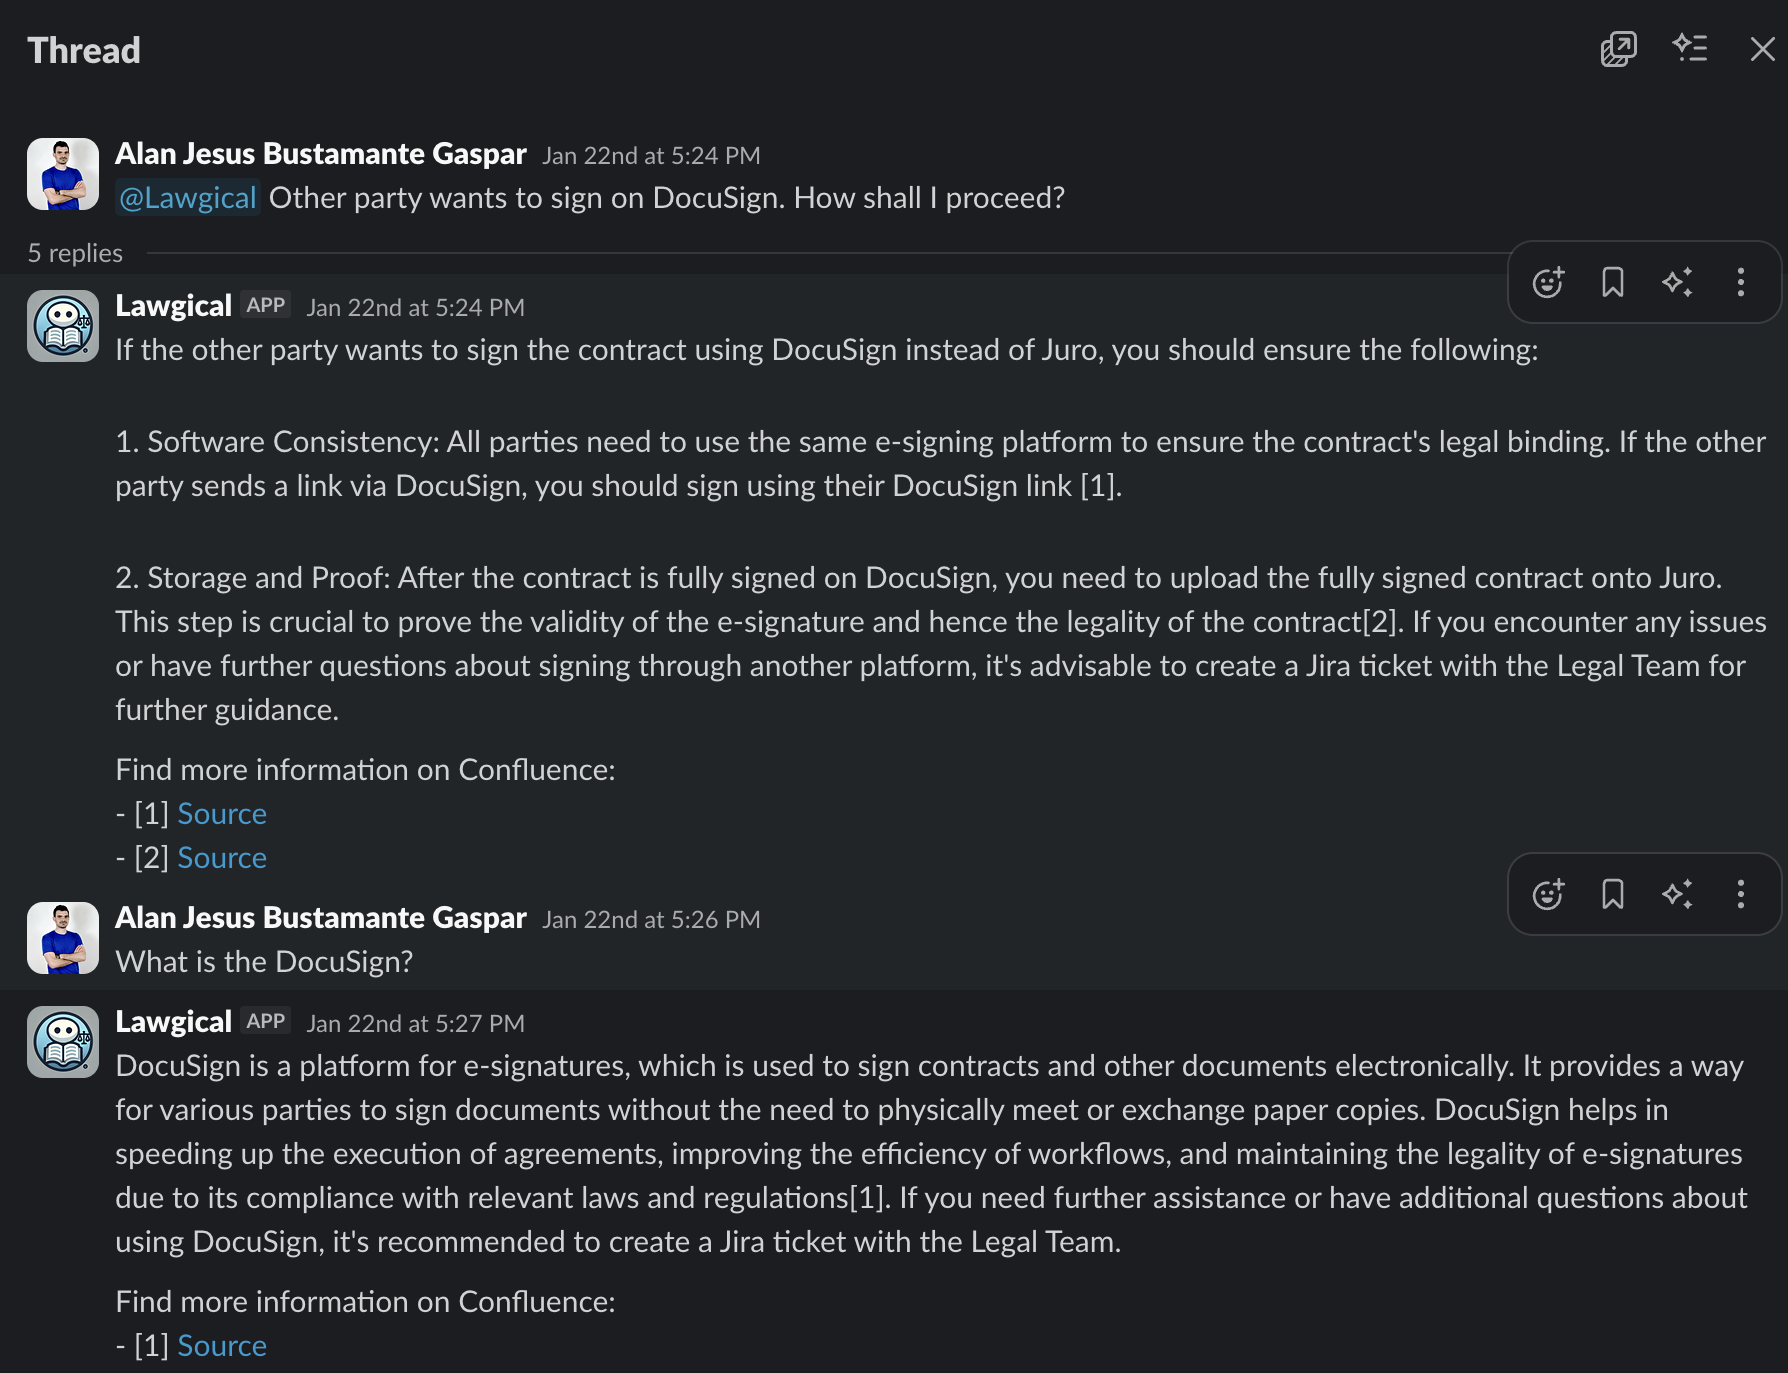 Thread
Alan Jesus Bustamante Gaspar Jan 22nd at 5:24 PM
@Lawgical Other party wants to sign on DocuSign. How shall I proceed?
5 replies
Lawgical APP Jan 22nd at 5:24 PM
If the other party wants to sign the contract using DocuSign instead of Juro, you should ensure the following:
1. Software Consistency: All parties need to use the same e-signing platform to ensure the contract's legal binding. If the other
party sends a link via DocuSign, you should sign using their DocuSign link [1].
2. Storage and Proof: After the contract is fully signed on DocuSign, you need to upload the fully signed contract onto Juro.
This step is crucial to prove the validity of the e-signature and hence the legality of the contract[2]. If you encounter any issues
or have further questions about signing through another platform, it's advisable to create a Jira ticket with the Legal Team for
further guidance.
Find more information on Confluence:
- [1] Source
- [2] Source
Alan Jesus Bustamante Gaspar Jan 22nd at 5:26 PM
What is the DocuSign?
Lawgical APP Jan 22nd at 5:27 PM
DocuSign is a platform for e-signatures, which is used to sign contracts and other documents electronically. It provides a way
for various parties to sign documents without the need to physically meet or exchange paper copies. DocuSign helps in
speeding up the execution of agreements, improving the efficiency of workflows, and maintaining the legality of e-signatures
due to its compliance with relevant laws and regulations[1]. If you need further assistance or have additional questions about
using DocuSign, it's recommended to create a Jira ticket with the Legal Team.
Find more information on Confluence:
- [1] Source